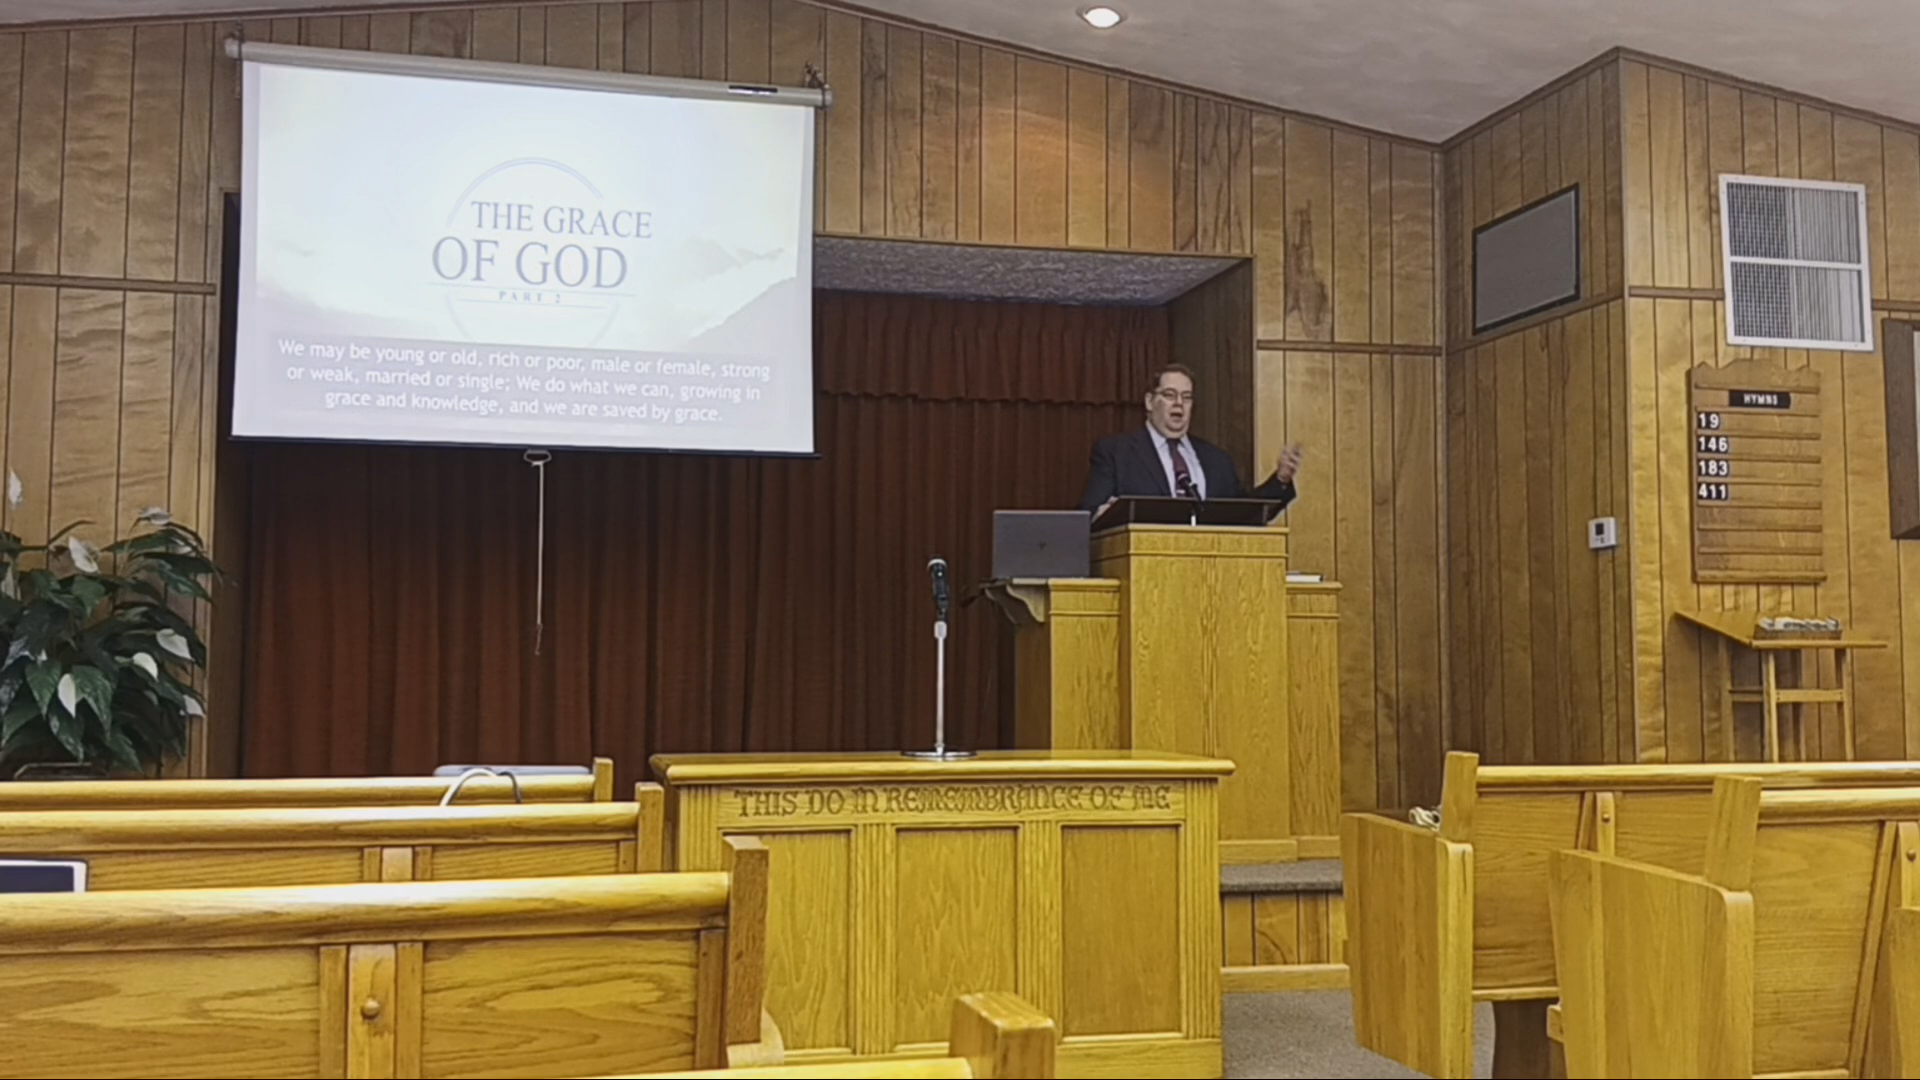 THE GRACE
OF GOD
PART 2
We may be young or old, rich or poor, male or female, strong
or weak, married or single; We do what we can, growing in
grace and knowledge, and we are saved by grace.
HYMNS
19
146
183
411
THIS DO IN REMEMBRANCE OF ME